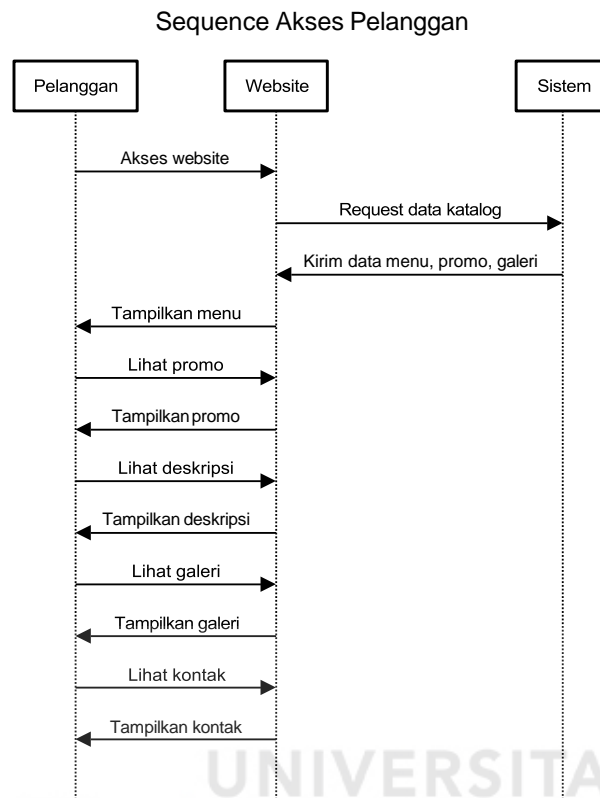 Sequence Akses Pelanggan
Pelanggan
Website
Sistem
Akses website
Request data katalog
Kirim data menu, promo, galeri
Tampilkan menu
Lihat promo
Tampilkan promo
Lihat deskripsi
Tampilkan deskripsi
Lihat galeri
Tampilkan galeri
Lihat kontak
Tampilkan kontak
UNIVERSITA